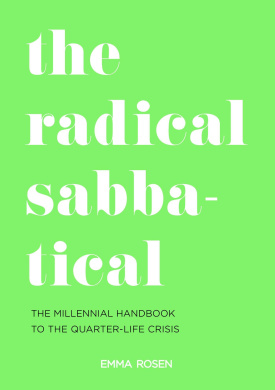 the
radical
sabba-
tical
THE MILLENNIAL HANDBOOK
TO THE QUARTER-LIFE CRISIS
EMMA ROSEN